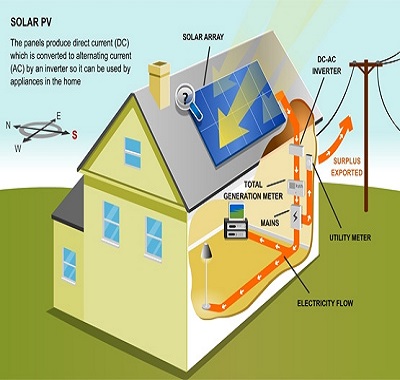 SOLAR PV
The panels produce direct current (DC)
which is converted to alternating current
(AC) by an inverter so it can be used by
appliances in the home
SOLAR ARRAY
DC-AC
INVERTER
N
E
S
W
?
SURPLUS
EXPORTED
TOTAL
GENERATION METER
MAINS
UTILITY METER
ELECTRICITY FLOW